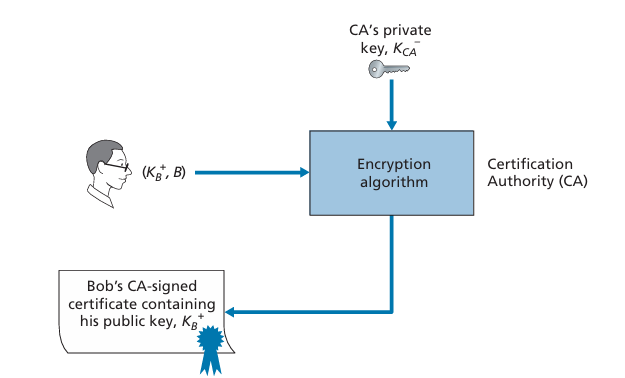 CA's private
key, K_CA^–
(K_B^+, B)
Encryption
algorithm
Certification
Authority (CA)
Bob's CA-signed
certificate containing
his public key, K_B^+